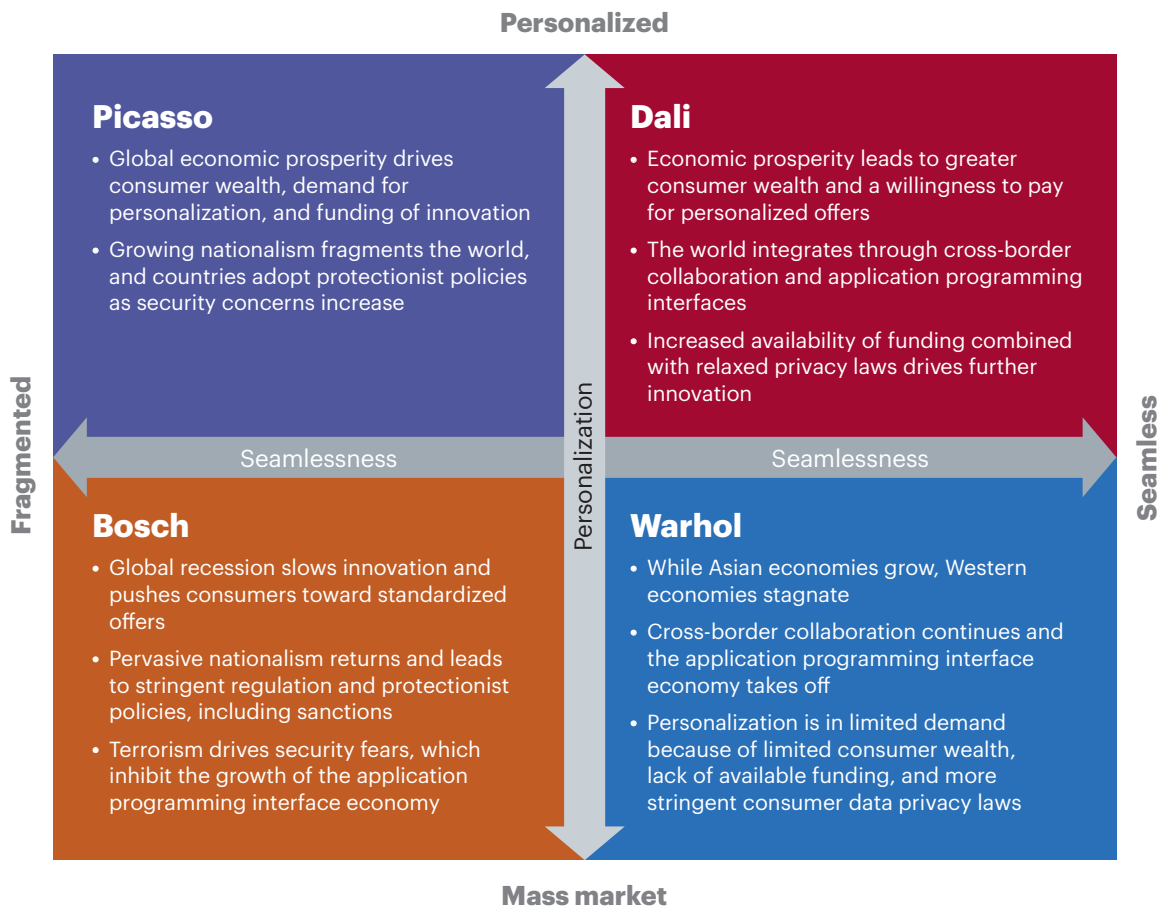 Personalized
Picasso
• Global economic prosperity drives
consumer wealth, demand for
personalization, and funding of innovation
• Growing nationalism fragments the world,
and countries adopt protectionist policies
as security concerns increase
Dali
• Economic prosperity leads to greater
consumer wealth and a willingness to pay
for personalized offers
• The world integrates through cross-border
collaboration and application programming
interfaces
• Increased availability of funding combined
with relaxed privacy laws drives further
innovation
Fragmented
Seamlessness
Personalization
Seamlessness
Seamless
Bosch
• Global recession slows innovation and
pushes consumers toward standardized
offers
• Pervasive nationalism returns and leads
to stringent regulation and protectionist
policies, including sanctions
• Terrorism drives security fears, which
inhibit the growth of the application
programming interface economy
Warhol
• While Asian economies grow, Western
economies stagnate
• Cross-border collaboration continues and
the application programming interface
economy takes off
• Personalization is in limited demand
because of limited consumer wealth,
lack of available funding, and more
stringent consumer data privacy laws
Mass market